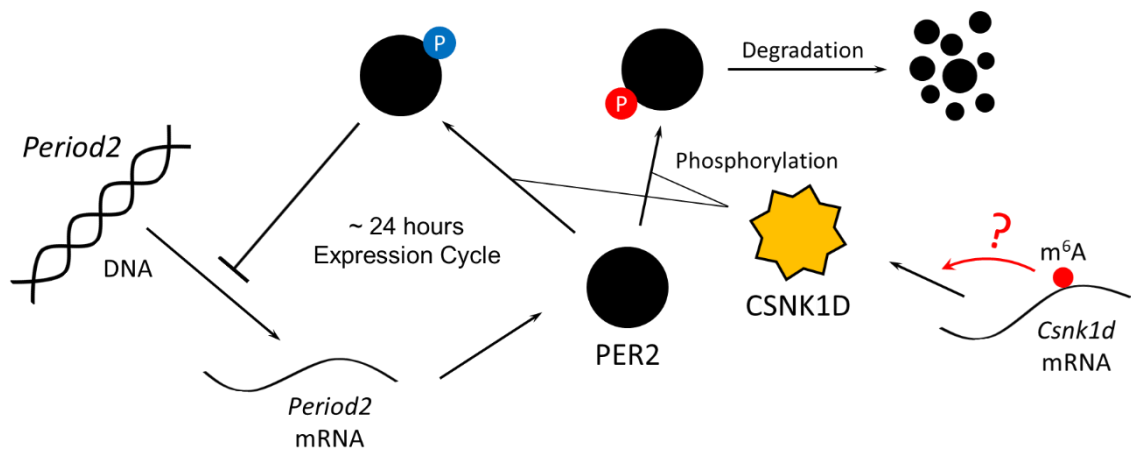 P
P
Degradation
Period2
Phosphorylation
~ 24 hours
Expression Cycle
?
m⁶A
DNA
CSNK1D
Csnk1d
mRNA
PER2
Period2
mRNA